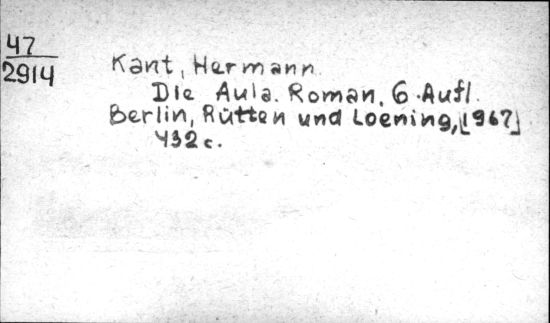 47
2914
Kant, Hermann
Die Aula. Roman. 6. Aufl.
Berlin, Rütten und Loening, [1967]
432 с.